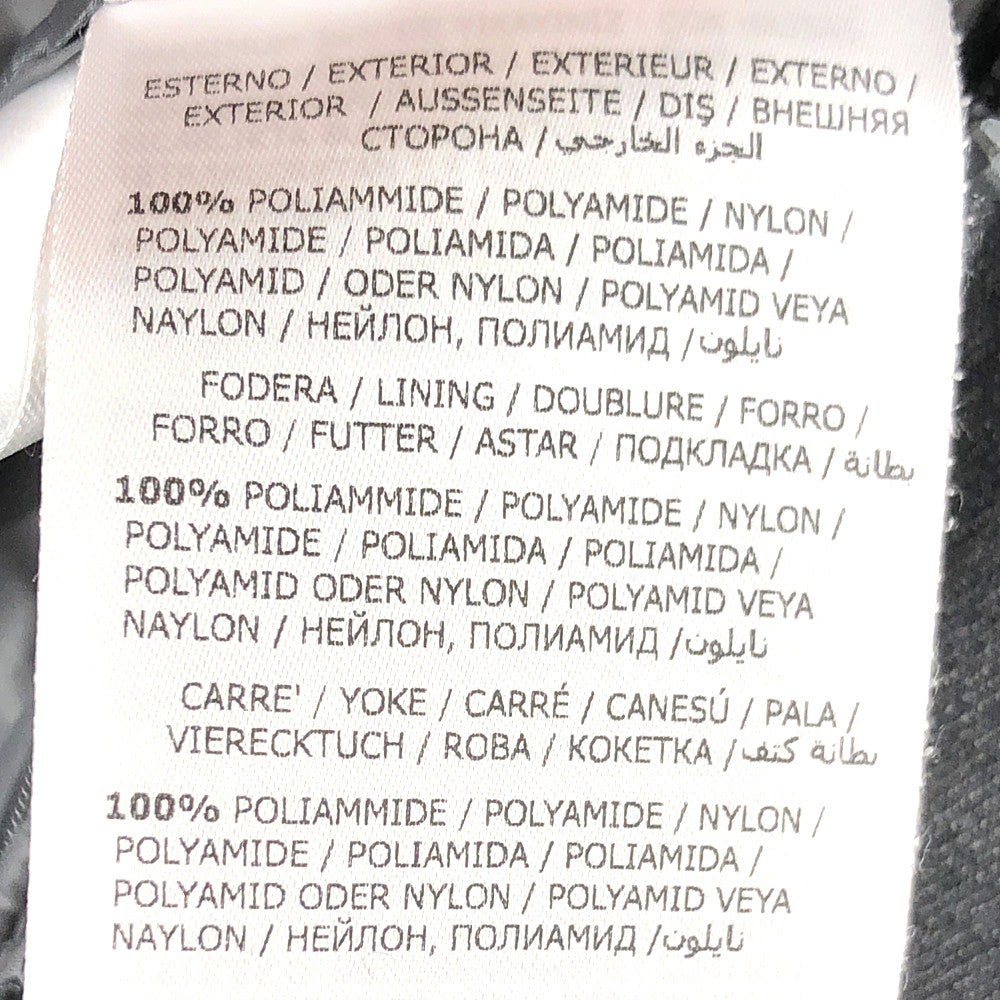 ESTERNO / EXTERIOR / EXTERIEUR / EXTERNO /
EXTERIOR / AUSSENSEITE / DIŞ / ВНЕШНЯЯ
СТОРОНА / الجزء الخارجي
100% POLIAMMIDE / POLYAMIDE / NYLON /
POLYAMIDE / POLIAMIDA / POLIAMIDA /
POLYAMID / ODER NYLON / POLYAMID VEYA
NAYLON / НЕЙЛОН, ПОЛИАМИД / نايلون
FODERA / LINING / DOUBLURE / FORRO /
FORRO / FUTTER / ASTAR / ПОДКЛАДКА / بطانة
100% POLIAMMIDE / POLYAMIDE / NYLON /
POLYAMIDE / POLIAMIDA / POLIAMIDA /
POLYAMID ODER NYLON / POLYAMID VEYA
NAYLON / НЕЙЛОН, ПОЛИАМИД / نايلون
CARRE' / YOKE / CARRÉ / CANESÚ / PALA /
VIERECKTUCH / ROBA / КОКЕТКА / بطانة كتف
100% POLIAMMIDE / POLYAMIDE / NYLON /
POLYAMIDE / POLIAMIDA / POLIAMIDA /
POLYAMID ODER NYLON / POLYAMID VEYA
NAYLON / НЕЙЛОН, ПОЛИАМИД / نايلون